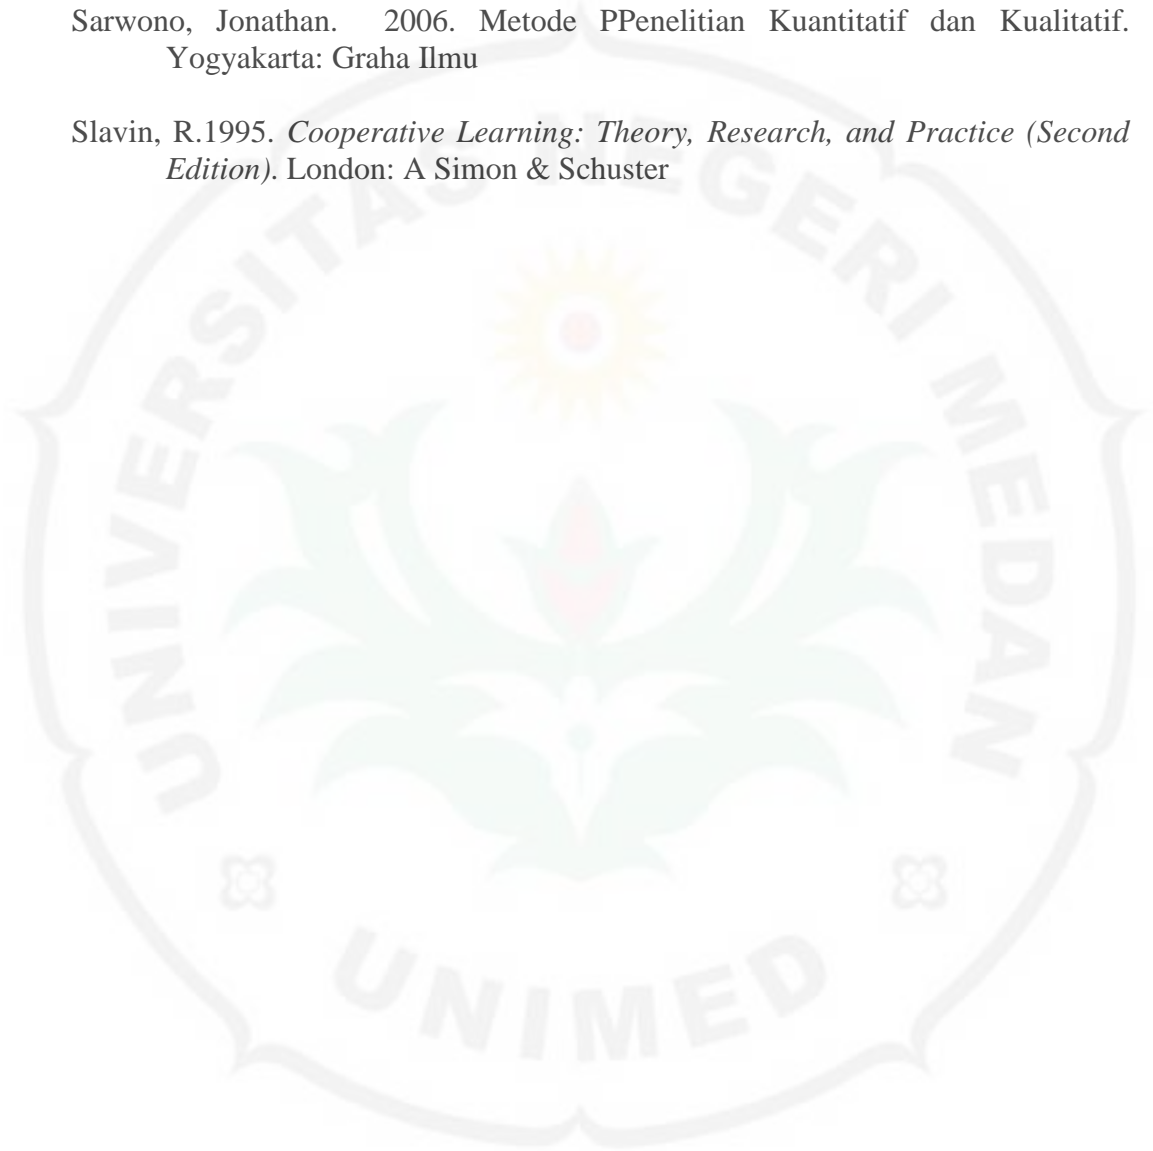 Sarwono, Jonathan. 2006. Metode PPenelitian Kuantitatif dan Kualitatif.
Yogyakarta: Graha Ilmu
Slavin, R.1995. Cooperative Learning: Theory, Research, and Practice (Second
Edition). London: A Simon & Schuster
UNIVERSITAS NEGERI MEDAN
UNIMED